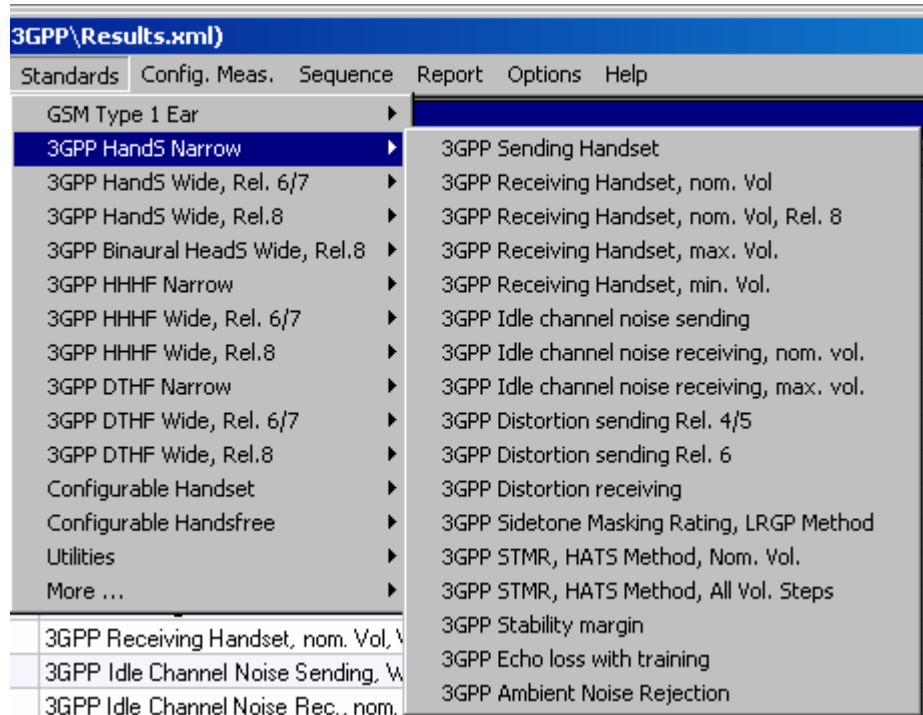 3GPP\Results.xml)
Standards Config. Meas. Sequence Report Options Help
GSM Type 1 Ear
3GPP HandS Narrow
3GPP HandS Wide, Rel. 6/7
3GPP HandS Wide, Rel.8
3GPP Binaural HeadS Wide, Rel.8
3GPP HHHF Narrow
3GPP HHHF Wide, Rel. 6/7
3GPP HHHF Wide, Rel.8
3GPP DTHF Narrow
3GPP DTHF Wide, Rel. 6/7
3GPP DTHF Wide, Rel.8
Configurable Handset
Configurable Handsfree
Utilities
More ...
3GPP Sending Handset
3GPP Receiving Handset, nom. Vol
3GPP Receiving Handset, nom. Vol, Rel. 8
3GPP Receiving Handset, max. Vol.
3GPP Receiving Handset, min. Vol.
3GPP Idle channel noise sending
3GPP Idle channel noise receiving, nom. vol.
3GPP Idle channel noise receiving, max. vol.
3GPP Distortion sending Rel. 4/5
3GPP Distortion sending Rel. 6
3GPP Distortion receiving
3GPP Sidetone Masking Rating, LRGP Method
3GPP STMR, HATS Method, Nom. Vol.
3GPP STMR, HATS Method, All Vol. Steps
3GPP Stability margin
3GPP Echo loss with training
3GPP Ambient Noise Rejection
3GPP Receiving Handset, nom. Vol,
3GPP Idle Channel Noise Sending,
3GPP Idle Channel Noise Rec., nom.